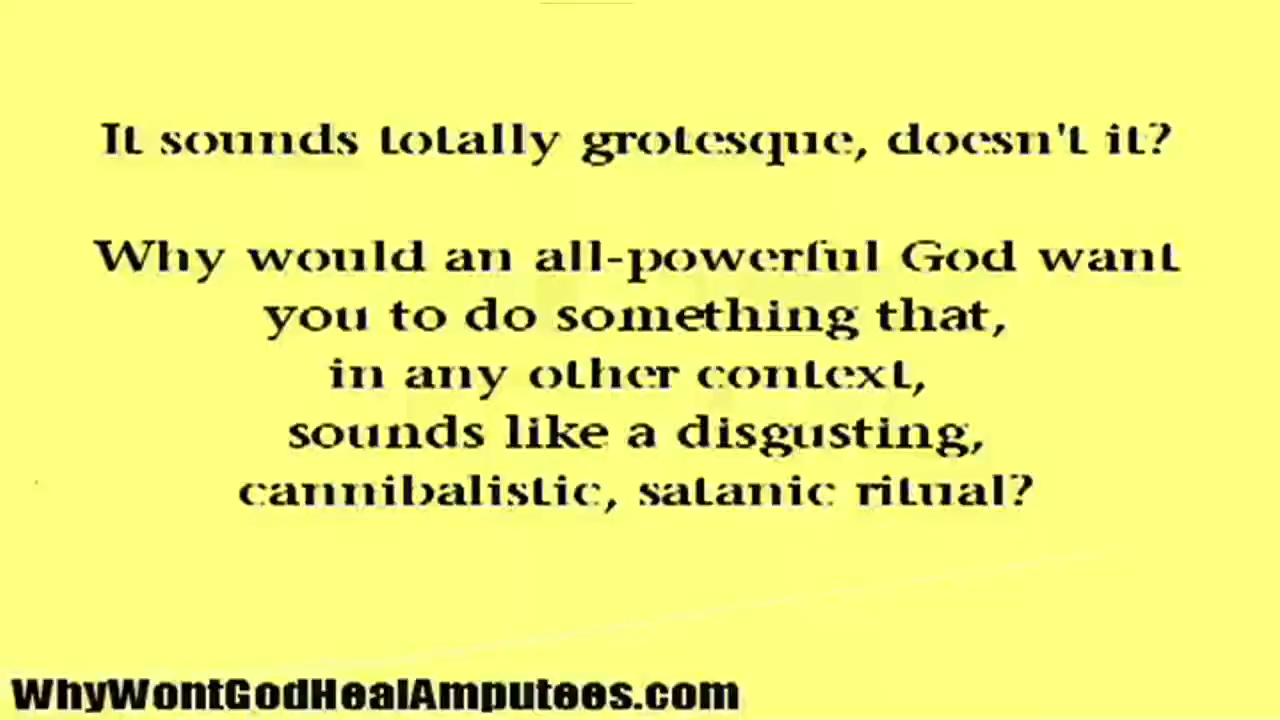 It sounds totally grotesque, doesn't it?
Why would an all-powerful God want
you to do something that,
in any other context,
sounds like a disgusting,
cannibalistic, satanic ritual?
WhyWontGodHealAmputees.com